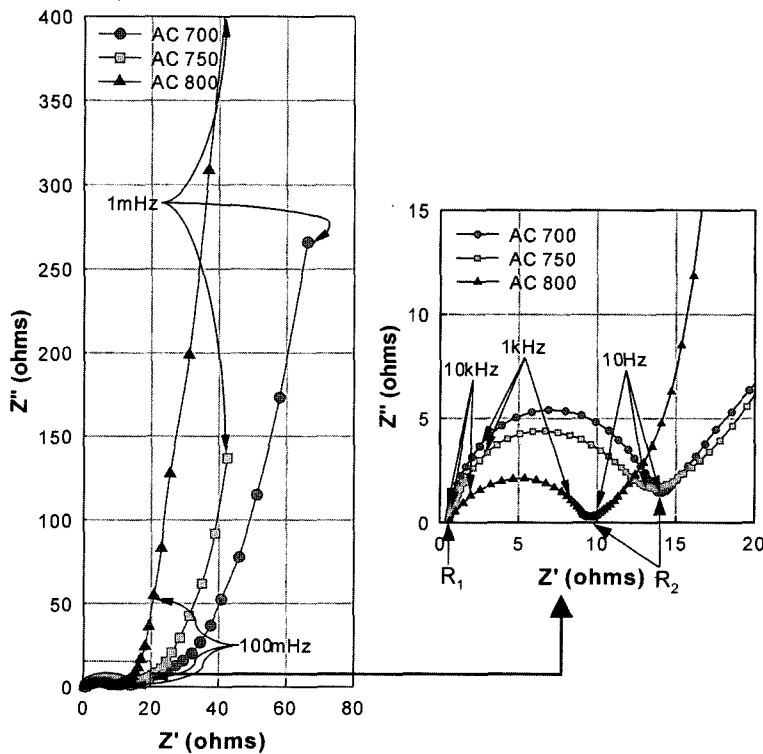 400
350
300
250
200
150
100
50
0
Z" (ohms)
AC 700
AC 750
AC 800
1mHz
100mHz
0 20 40 60 80
Z' (ohms)
15
10
5
0
Z" (ohms)
AC 700
AC 750
AC 800
10kHz
1kHz
10Hz
0 5 10 15 20
R1
Z' (ohms)
R2